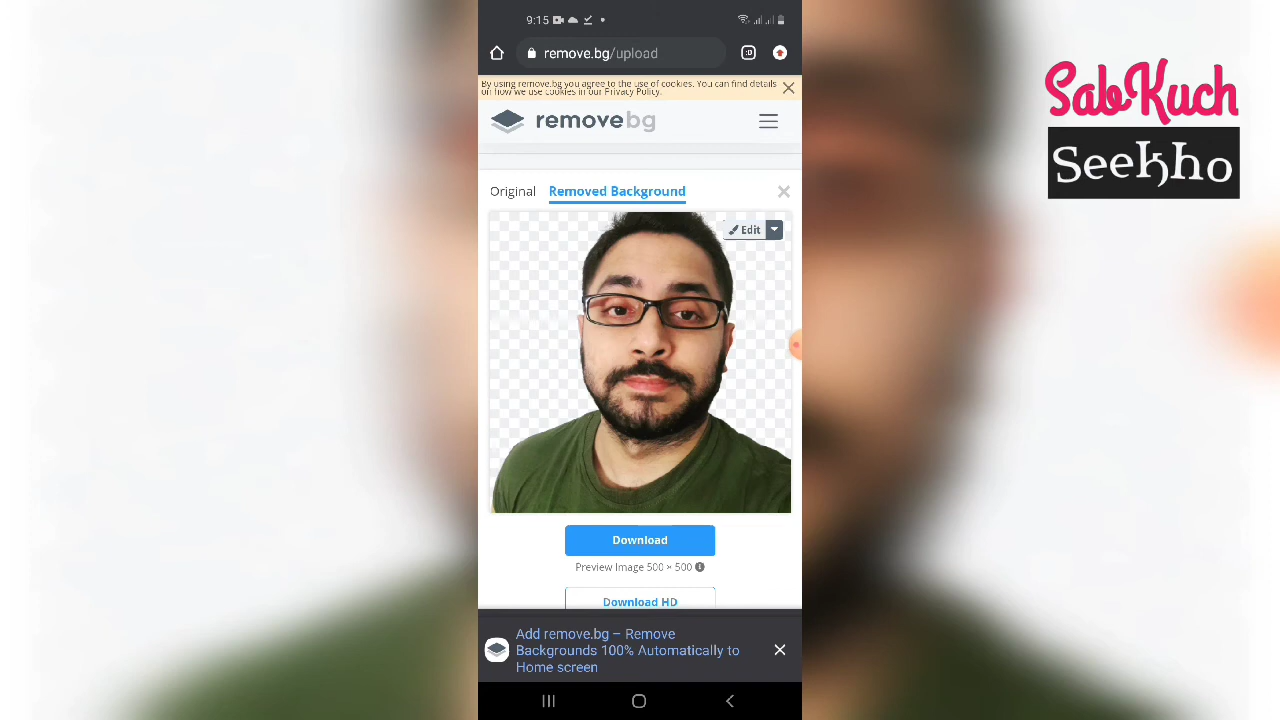 9:15
remove.bg/upload
By using remove.bg you agree to the use of cookies. You can find details
on how we use cookies in our Privacy Policy.
removebg
Original Removed Background
Edit
Download
Preview Image 500 × 500
Download HD
Add remove.bg – Remove
Backgrounds 100% Automatically to
Home screen
SabKuch
Seekho